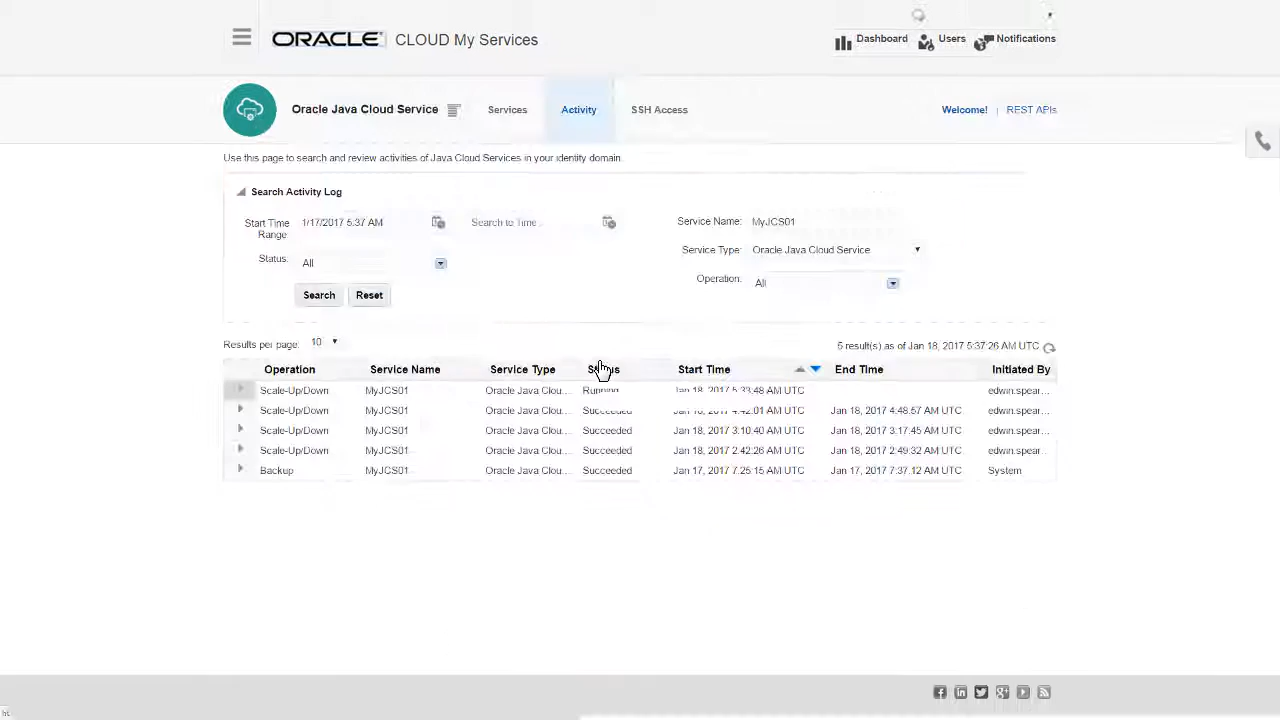 ORACLE CLOUD My Services
Dashboard Users Notifications
Oracle Java Cloud Service Services Activity SSH Access Welcome! | REST APIs
Use this page to search and review activities of Java Cloud Services in your identity domain.
Search Activity Log
Start Time Range: 1/17/2017 5:37 AM Search to Time Service Name: MyJCS01
Service Type: Oracle Java Cloud Service
Status: All Operation: All
Search Reset
Results per page: 10 5 result(s) as of Jan 18, 2017 5:37:26 AM UTC
Operation Service Name Service Type Status Start Time End Time Initiated By
Scale-Up/Down MyJCS01 Oracle Java Clou... Running Jan 18, 2017 5:33:48 AM UTC edwin.spear...
Scale-Up/Down MyJCS01 Oracle Java Clou... Succeeded Jan 18, 2017 4:42:01 AM UTC Jan 18, 2017 4:48:57 AM UTC edwin.spear...
Scale-Up/Down MyJCS01 Oracle Java Clou... Succeeded Jan 18, 2017 3:10:40 AM UTC Jan 18, 2017 3:17:45 AM UTC edwin.spear...
Scale-Up/Down MyJCS01 Oracle Java Clou... Succeeded Jan 18, 2017 2:42:26 AM UTC Jan 18, 2017 2:49:32 AM UTC edwin.spear...
Backup MyJCS01 Oracle Java Clou... Succeeded Jan 17, 2017 7:25:15 AM UTC Jan 17, 2017 7:37:12 AM UTC System